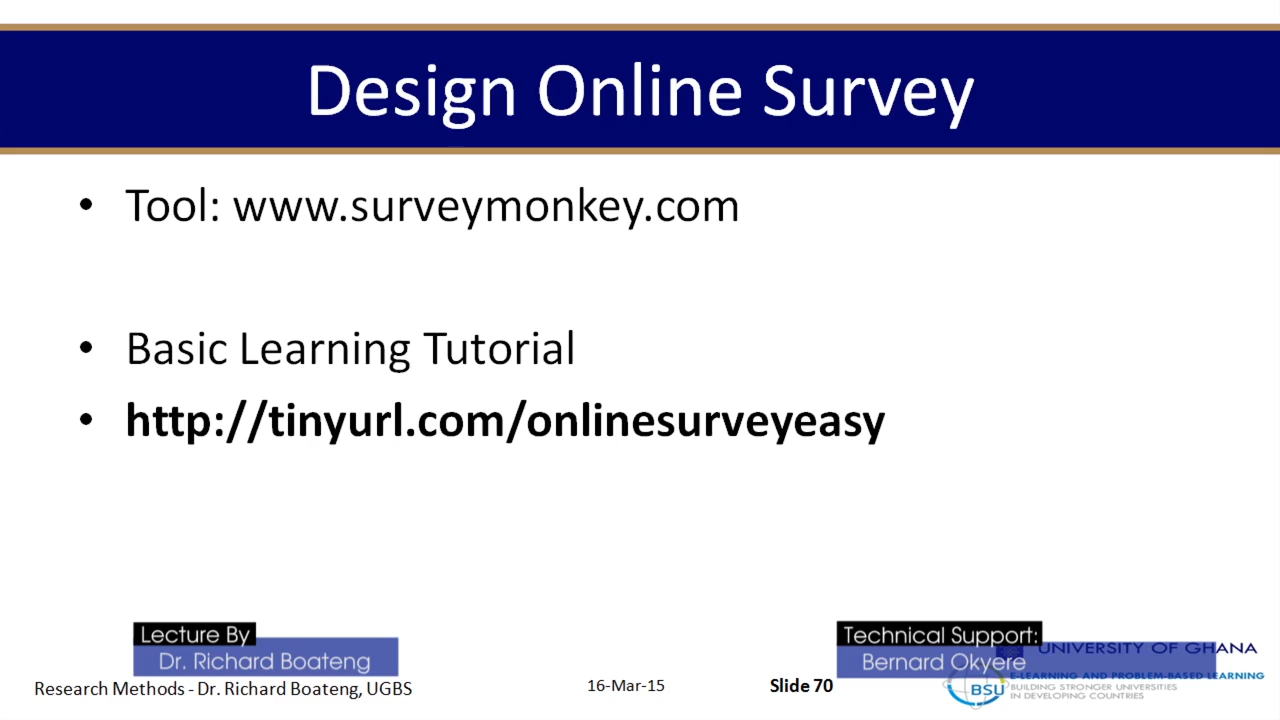 Design Online Survey
• Tool: www.surveymonkey.com
• Basic Learning Tutorial
• http://tinyurl.com/onlinesurveyeasy
Lecture By
Dr. Richard Boateng
Technical Support:
Bernard Okyere
UNIVERSITY OF GHANA
E-LEARNING AND PROBLEM-BASED LEARNING
BSU
BUILDING STRONGER UNIVERSITIES
IN DEVELOPING COUNTRIES
Research Methods - Dr. Richard Boateng, UGBS
16-Mar-15
Slide 70